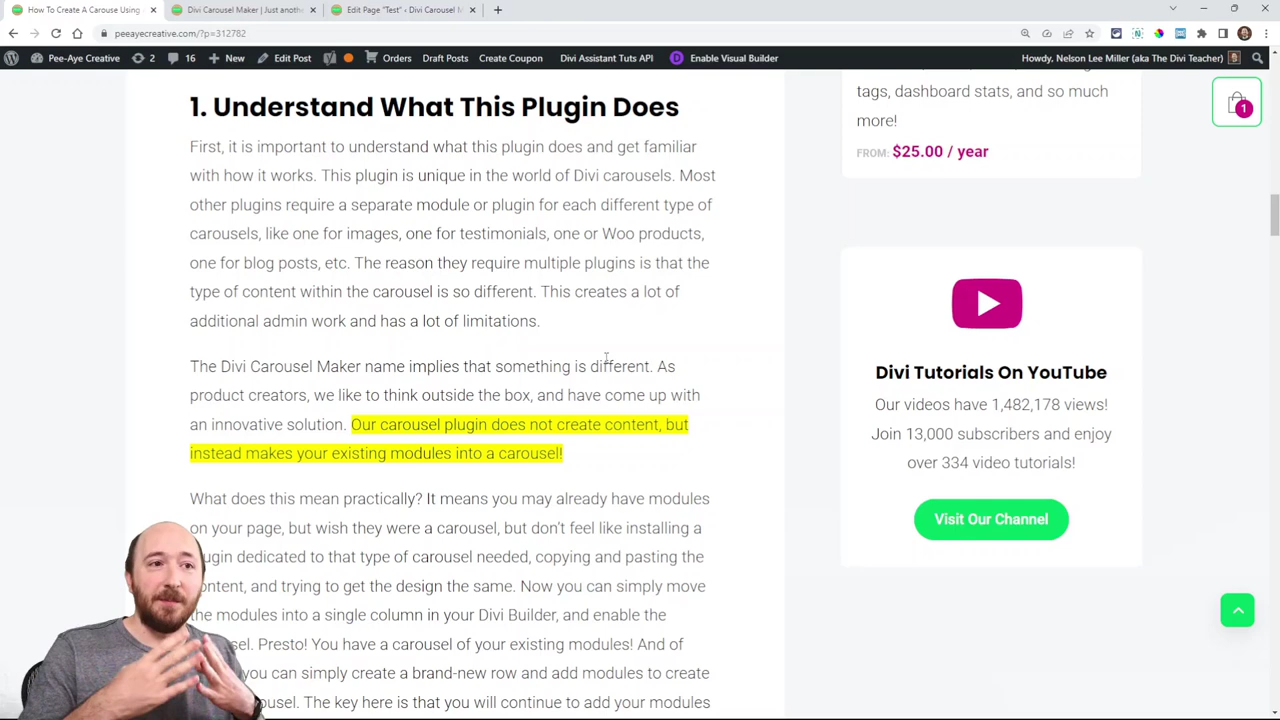 How To Create A Carouse Using
Divi Carousel Maker | Just anoth
Edit Page "Test" ‹ Divi Carousel M
peeayecreative.com/?p=312782
Pee-Aye Creative
2
16
New
Edit Post
Orders
Draft Posts
Create Coupon
Divi Assistant Tuts API
Enable Visual Builder
Howdy, Nelson Lee Miller (aka The Divi Teacher)
1. Understand What This Plugin Does
First, it is important to understand what this plugin does and get familiar
with how it works. This plugin is unique in the world of Divi carousels. Most
other plugins require a separate module or plugin for each different type of
carousels, like one for images, one for testimonials, one or Woo products,
one for blog posts, etc. The reason they require multiple plugins is that the
type of content within the carousel is so different. This creates a lot of
additional admin work and has a lot of limitations.
The Divi Carousel Maker name implies that something is different. As
product creators, we like to think outside the box, and have come up with
an innovative solution. Our carousel plugin does not create content, but
instead makes your existing modules into a carousel!
What does this mean practically? It means you may already have modules
on your page, but wish they were a carousel, but don't feel like installing a
plugin dedicated to that type of carousel needed, copying and pasting the
content, and trying to get the design the same. Now you can simply move
the modules into a single column in your Divi Builder, and enable the
sel. Presto! You have a carousel of your existing modules! And of
you can simply create a brand-new row and add modules to create
ousel. The key here is that you will continue to add your modules
tags, dashboard stats, and so much
more!
FROM: $25.00 / year
1
Divi Tutorials On YouTube
Our videos have 1,482,178 views!
Join 13,000 subscribers and enjoy
over 334 video tutorials!
Visit Our Channel